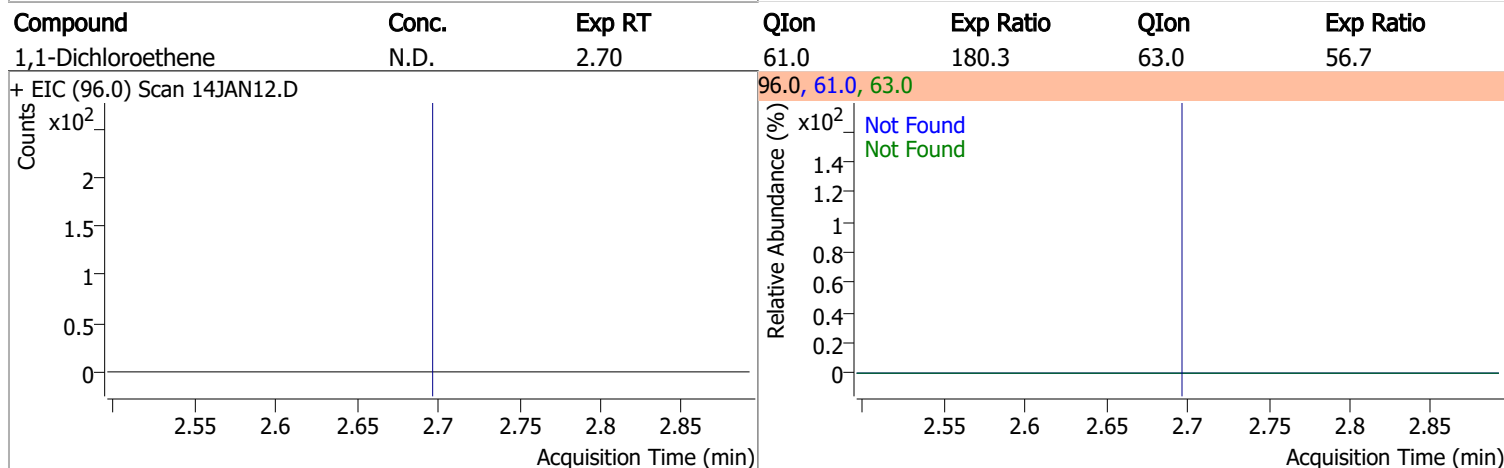 Compound Conc. Exp RT QIon Exp Ratio QIon Exp Ratio
1,1-Dichloroethene N.D. 2.70 61.0 180.3 63.0 56.7
+ EIC (96.0) Scan 14JAN12.D
Counts
x10²
2
1.5
1
0.5
0
2.55 2.6 2.65 2.7 2.75 2.8 2.85
Acquisition Time (min)
96.0, 61.0, 63.0
Relative Abundance (%)
x10²
Not Found
Not Found
1.4
1.2
1
0.8
0.6
0.4
0.2
0
2.55 2.6 2.65 2.7 2.75 2.8 2.85
Acquisition Time (min)